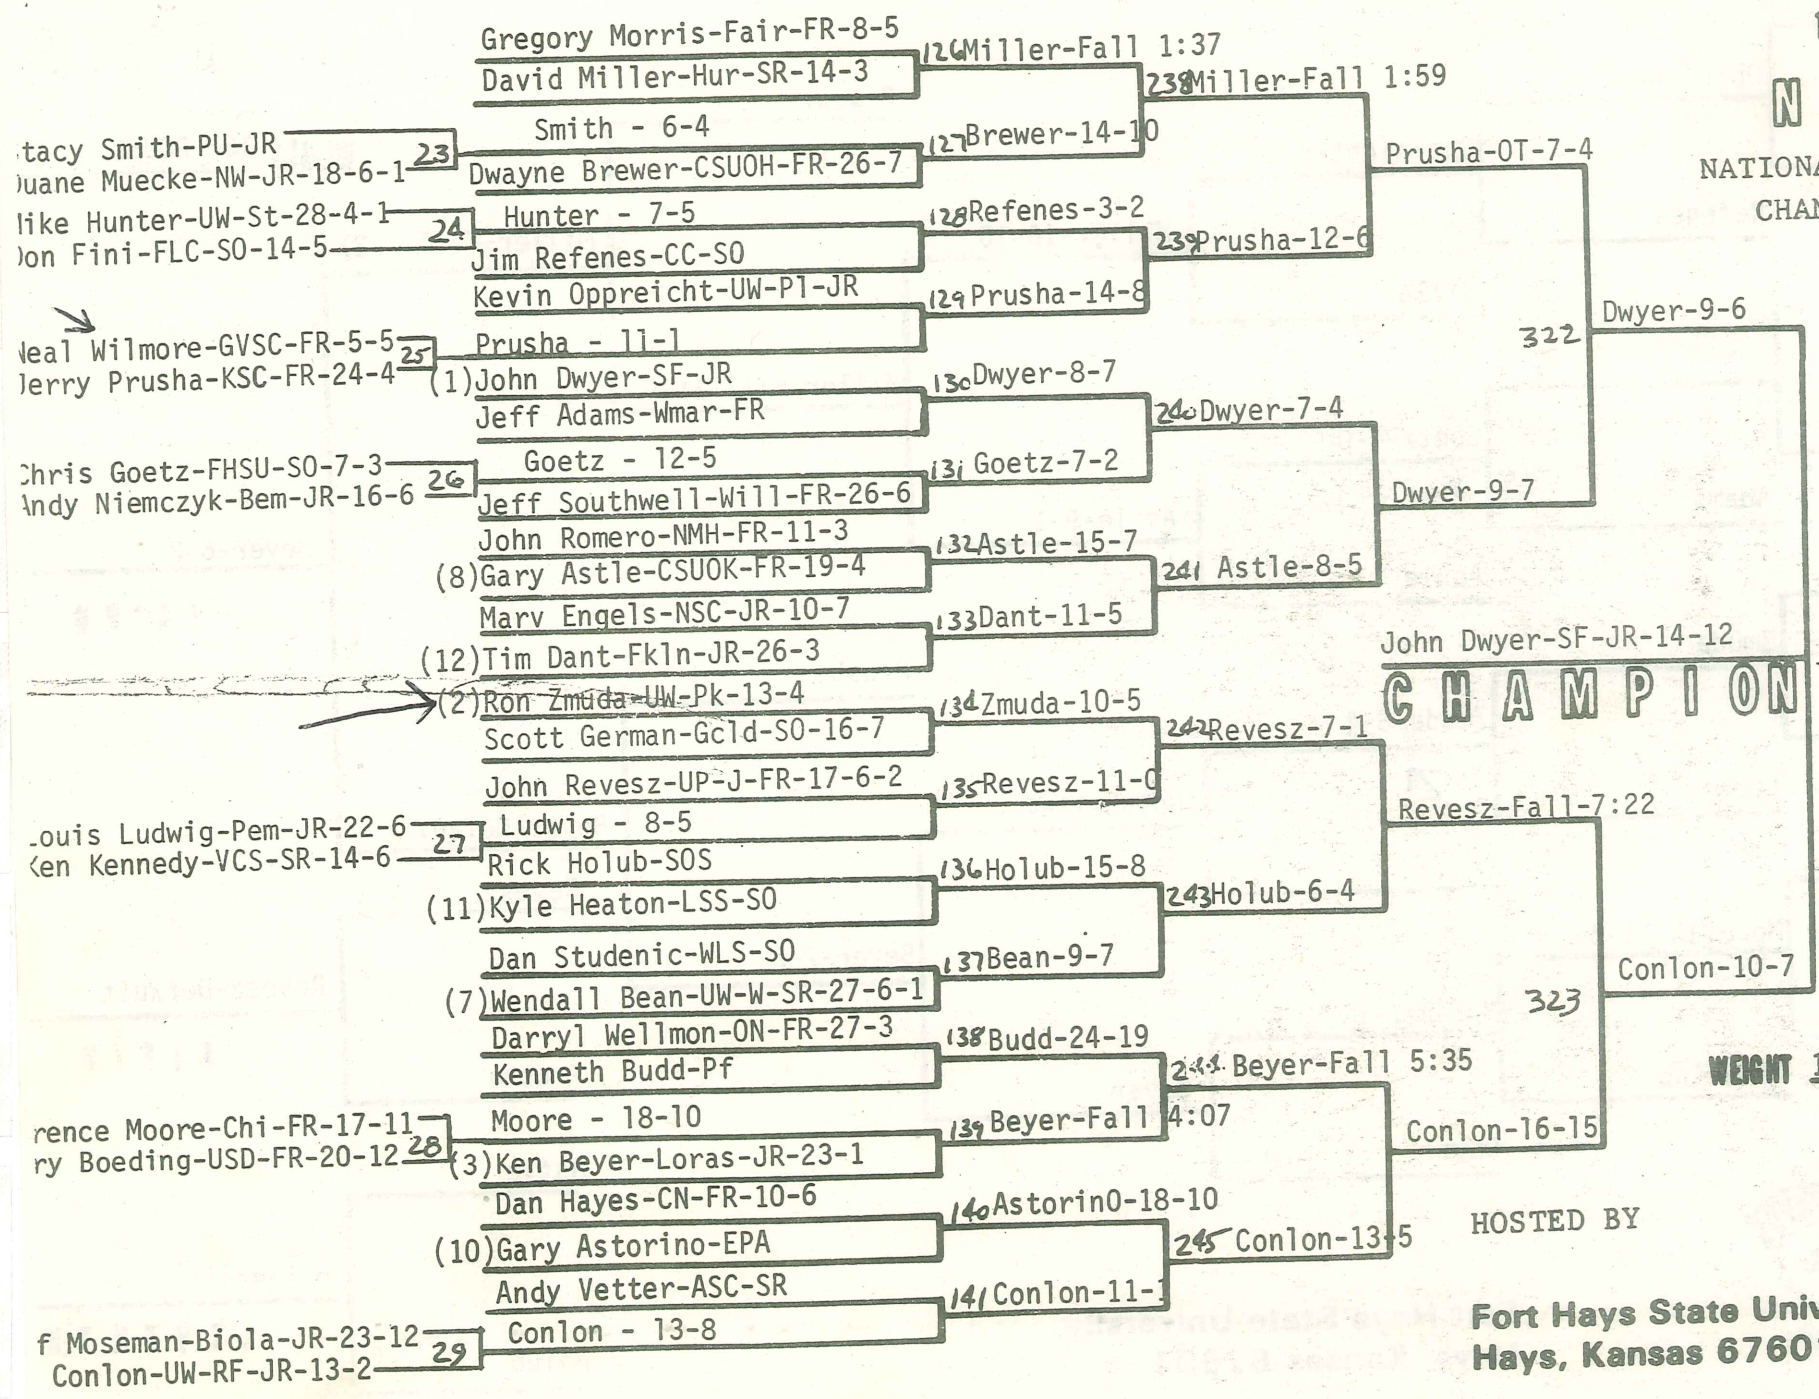 Gregory Morris-Fair-FR-8-5
126 Miller-Fall 1:37
David Miller-Hur-SR-14-3
238 Miller-Fall 1:59
N
Smith - 6-4
tacy Smith-PU-JR
23
127 Brewer-14-10
Prusha-OT-7-4
uane Muecke-NW-JR-18-6-1
Dwayne Brewer-CSUOH-FR-26-7
NATIONA
like Hunter-UW-St-28-4-1
24
Hunter - 7-5
128 Refenes-3-2
CHAM
on Fini-FLC-SO-14-5
Jim Refenes-CC-SO
239 Prusha-12-6
Kevin Oppreicht-UW-Pl-JR
129 Prusha-14-8
Dwyer-9-6
322
eal Wilmore-GVSC-FR-5-5
25
Prusha - 11-1
erry Prusha-KSC-FR-24-4
(1)John Dwyer-SF-JR
130 Dwyer-8-7
Jeff Adams-Wmar-FR
240 Dwyer-7-4
Chris Goetz-FHSU-SO-7-3
26
Goetz - 12-5
131 Goetz-7-2
Andy Niemczyk-Bem-JR-16-6
Jeff Southwell-Will-FR-26-6
Dwyer-9-7
John Romero-NMH-FR-11-3
132 Astle-15-7
(8)Gary Astle-CSUOK-FR-19-4
241 Astle-8-5
Marv Engels-NSC-JR-10-7
133 Dant-11-5
(12)Tim Dant-Fkln-JR-26-3
John Dwyer-SF-JR-14-12
CHAMPION
(2)Ron Zmuda-UW-Pk-13-4
134 Zmuda-10-5
Scott German-Gcld-SO-16-7
242 Revesz-7-1
John Revesz-UP-J-FR-17-6-2
135 Revesz-11-0
Revesz-Fall-7:22
Louis Ludwig-Pem-JR-22-6
27
Ludwig - 8-5
Ken Kennedy-VCS-SR-14-6
Rick Holub-SOS
136 Holub-15-8
(11)Kyle Heaton-LSS-SO
243 Holub-6-4
Dan Studenic-WLS-SO
137 Bean-9-7
Conlon-10-7
(7)Wendall Bean-UW-W-SR-27-6-1
323
Darryl Wellmon-ON-FR-27-3
138 Budd-24-19
Kenneth Budd-Pf
244 Beyer-Fall 5:35
WEIGHT 1
rence Moore-Chi-FR-17-11
28
Moore - 18-10
139 Beyer-Fall 4:07
Conlon-16-15
ry Boeding-USD-FR-20-12
(3)Ken Beyer-Loras-JR-23-1
Dan Hayes-CN-FR-10-6
140 AstorinO-18-10
HOSTED BY
(10)Gary Astorino-EPA
245 Conlon-13-5
Andy Vetter-ASC-SR
141 Conlon-11-1
Fort Hays State Univ
f Moseman-Biola-JR-23-12
29
Conlon - 13-8
Hays, Kansas 6760
Conlon-UW-RF-JR-13-2